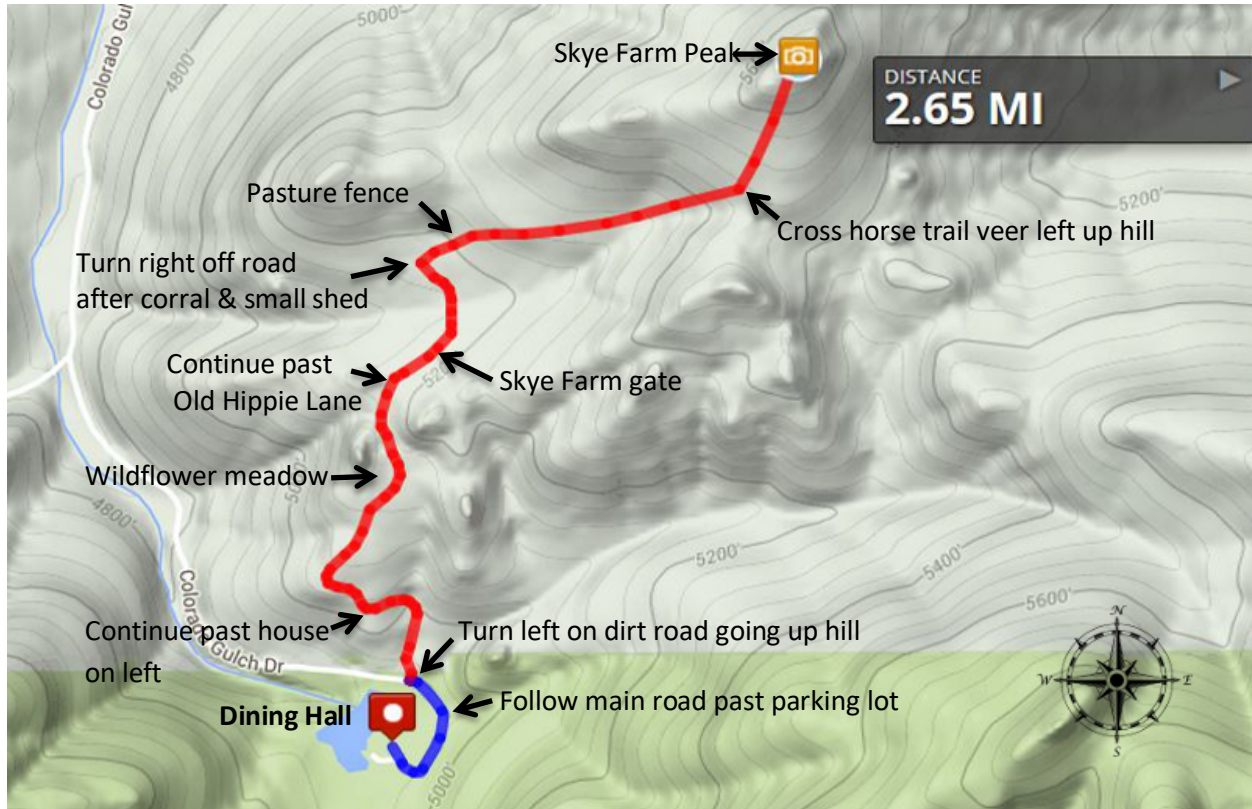 5000'
Colorado Gulch
4800'
Skye Farm Peak
DISTANCE
2.65 MI
5200'
Pasture fence
Cross horse trail veer left up hill
Turn right off road
after corral & small shed
Continue past
Old Hippie Lane
Skye Farm gate
Wildflower meadow
4800'
5200'
5400'
5600'
Colorado Gulch Dr
Continue past house
on left
Turn left on dirt road going up hill
Follow main road past parking lot
Dining Hall
5000'
N
W
E
S